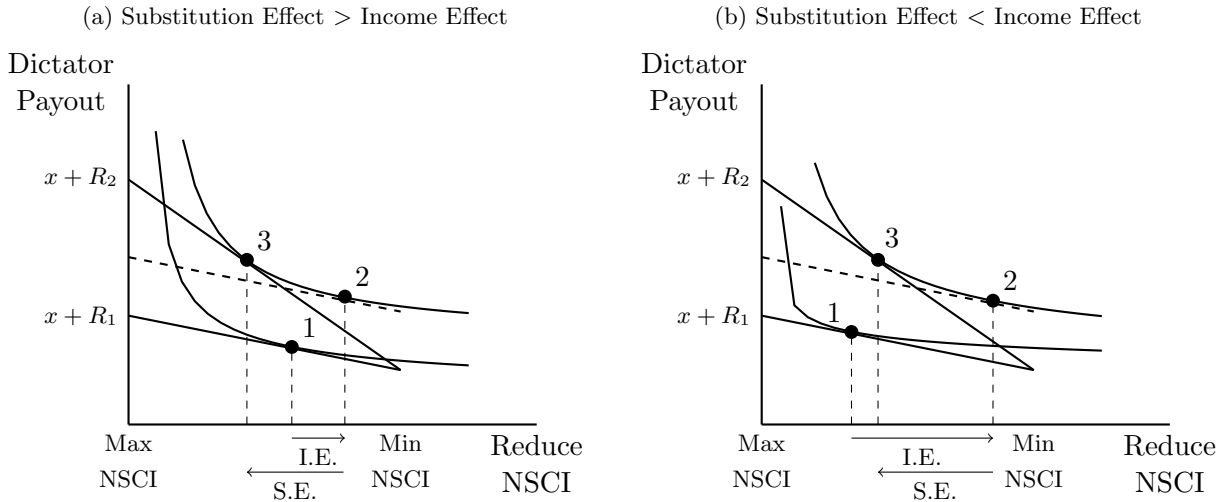 (a) Substitution Effect > Income Effect
Dictator
Payout
x + R₂
x + R₁
3
2
1
Max
NSCI
I.E.
S.E.
Min
NSCI
Reduce
NSCI
(b) Substitution Effect < Income Effect
Dictator
Payout
x + R₂
x + R₁
3
2
1
Max
NSCI
I.E.
S.E.
Min
NSCI
Reduce
NSCI